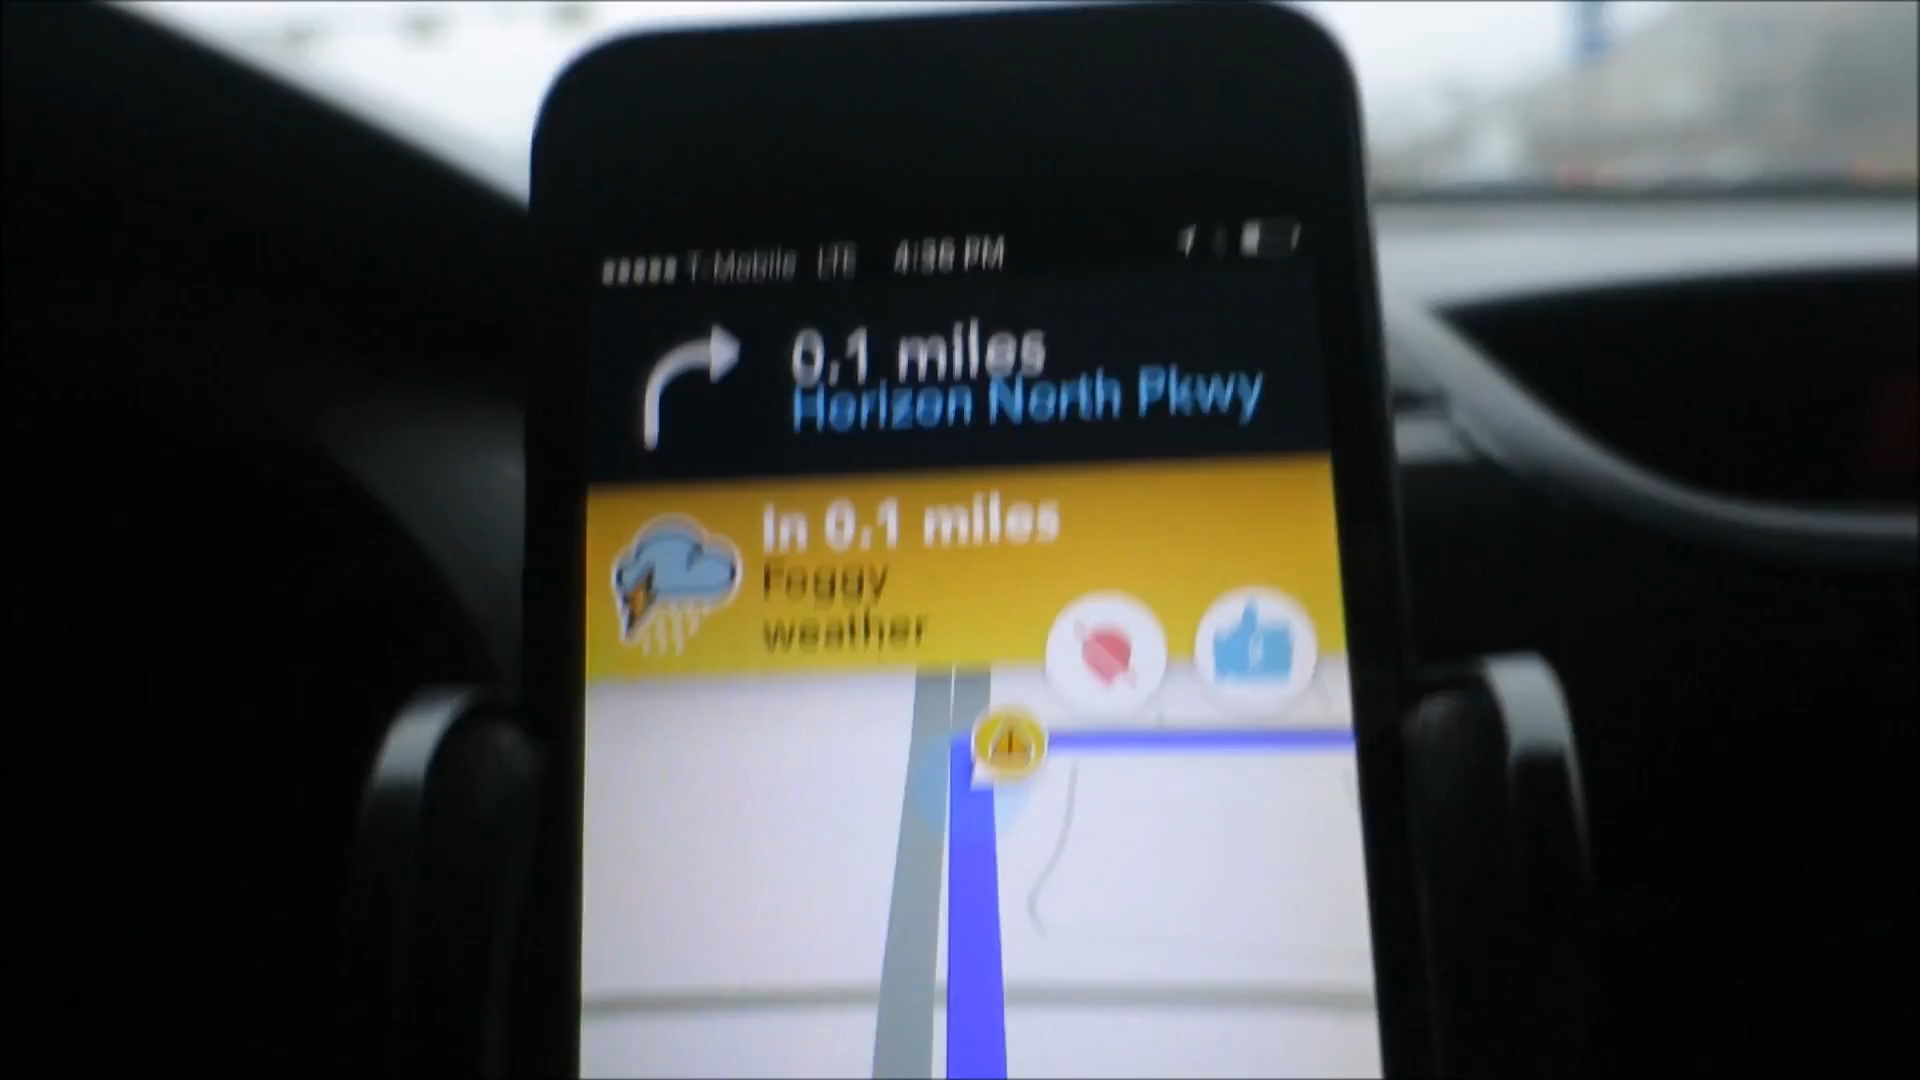 T-Mobile LTE 4:36 PM
0.1 miles
Horizon North Pkwy
In 0.1 miles
Foggy
weather